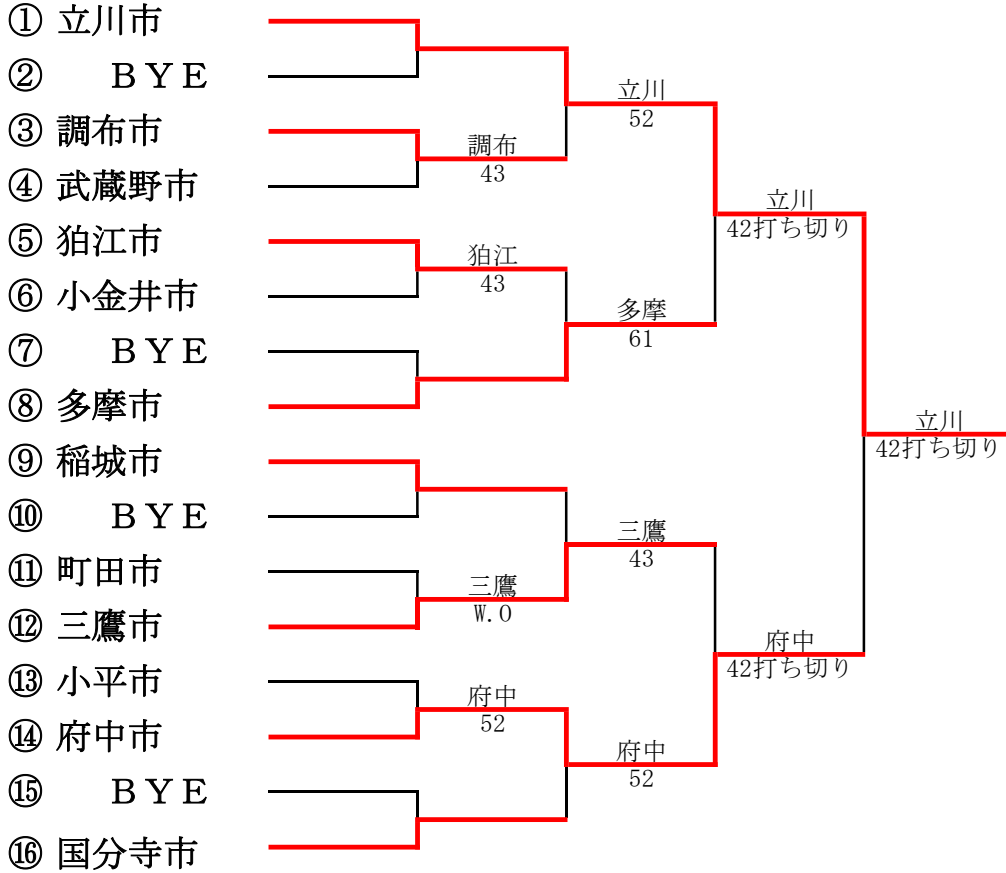 ① 立川市
② ＢＹＥ
立川
52
③ 調布市
調布
43
④ 武蔵野市
立川
42打ち切り
⑤ 狛江市
狛江
43
⑥ 小金井市
多摩
61
⑦ ＢＹＥ
⑧ 多摩市
立川
42打ち切り
⑨ 稲城市
⑩ ＢＹＥ
三鷹
43
⑪ 町田市
三鷹
W.O
⑫ 三鷹市
府中
42打ち切り
⑬ 小平市
府中
52
⑭ 府中市
府中
52
⑮ ＢＹＥ
⑯ 国分寺市